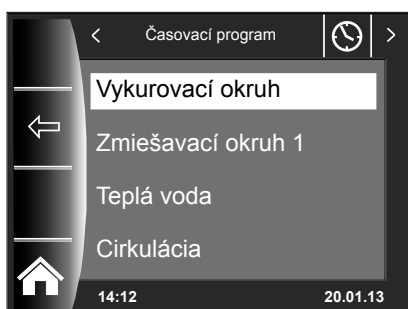 Časovací program
Vykurovací okruh
Zmiešavací okruh 1
Teplá voda
Cirkulácia
14:12 20.01.13